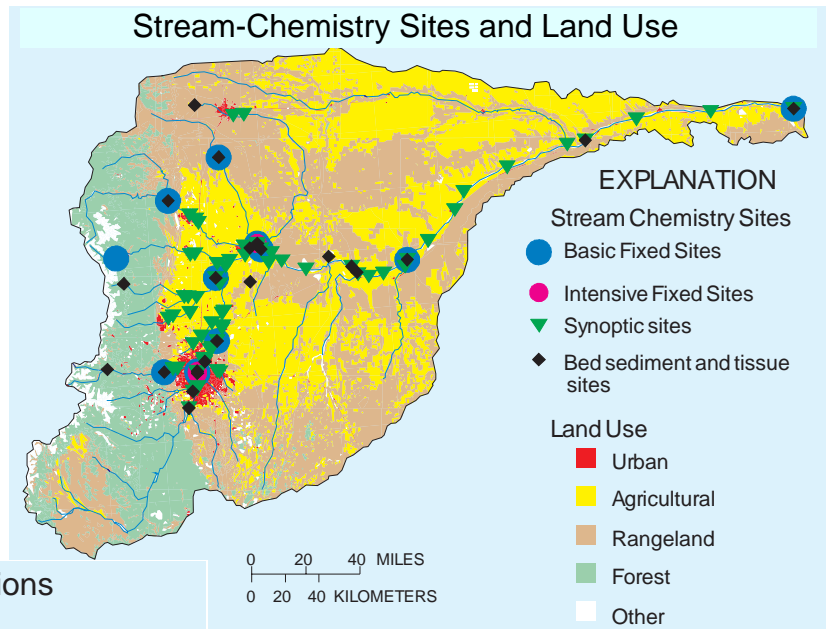 Stream-Chemistry Sites and Land Use
EXPLANATION
Stream Chemistry Sites
Basic Fixed Sites
Intensive Fixed Sites
Synoptic sites
Bed sediment and tissue
sites
Land Use
Urban
Agricultural
Rangeland
Forest
Other
0 20 40 MILES
0 20 40 KILOMETERS
ions